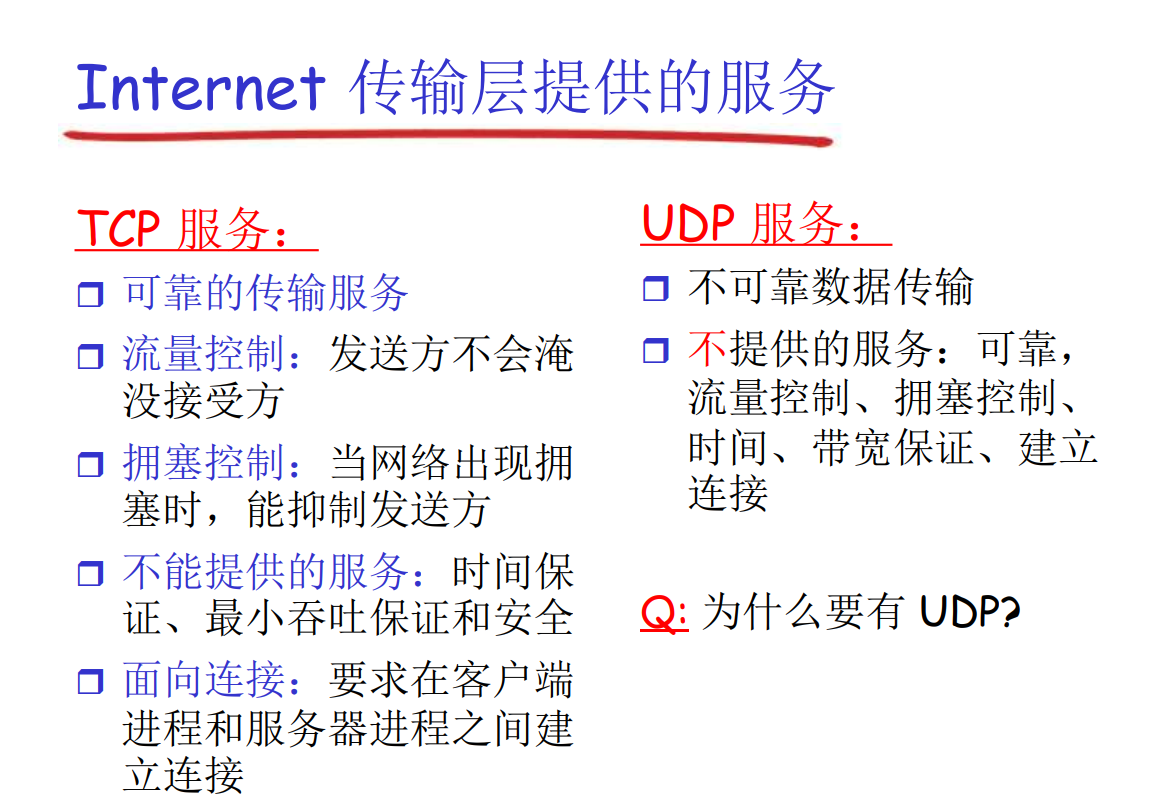 Internet 传输层提供的服务
TCP 服务：
可靠的传输服务
流量控制：发送方不会淹
没接受方
拥塞控制：当网络出现拥
塞时，能抑制发送方
不能提供的服务：时间保
证、最小吞吐保证和安全
面向连接：要求在客户端
进程和服务器进程之间建
立连接
UDP 服务：
不可靠数据传输
不提供的服务：可靠，
流量控制、拥塞控制、
时间、带宽保证、建立
连接
Q: 为什么要有 UDP?